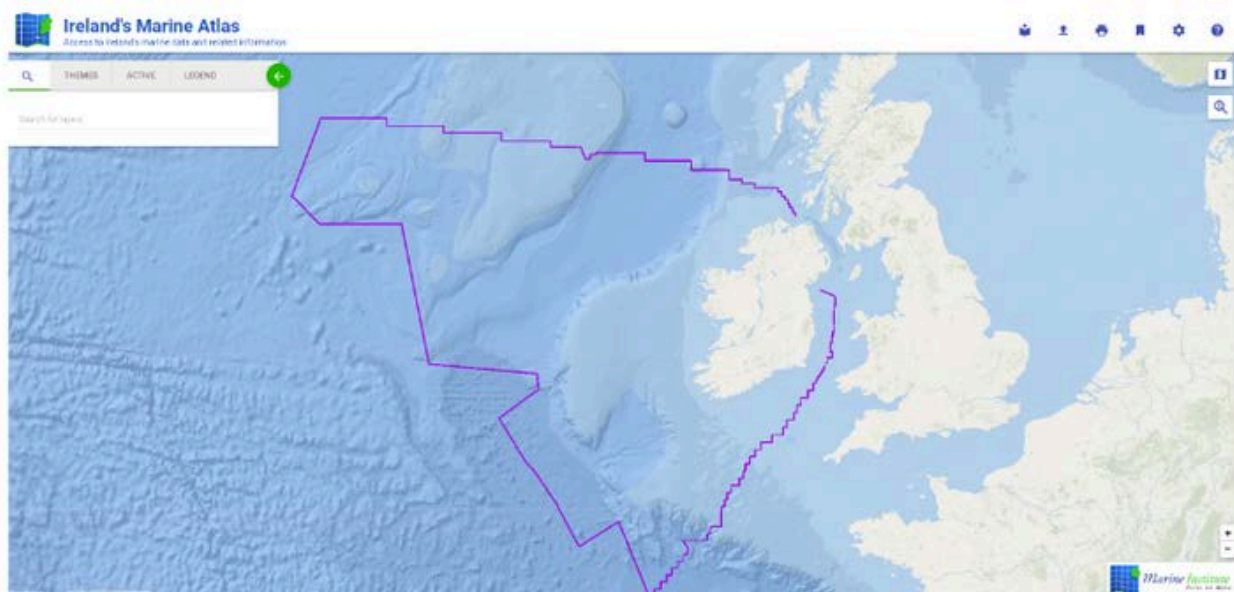 Ireland's Marine Atlas
Access to Ireland's marine data and related information
THEMES ACTIVE LEGEND
Search for layers
Marine Institute